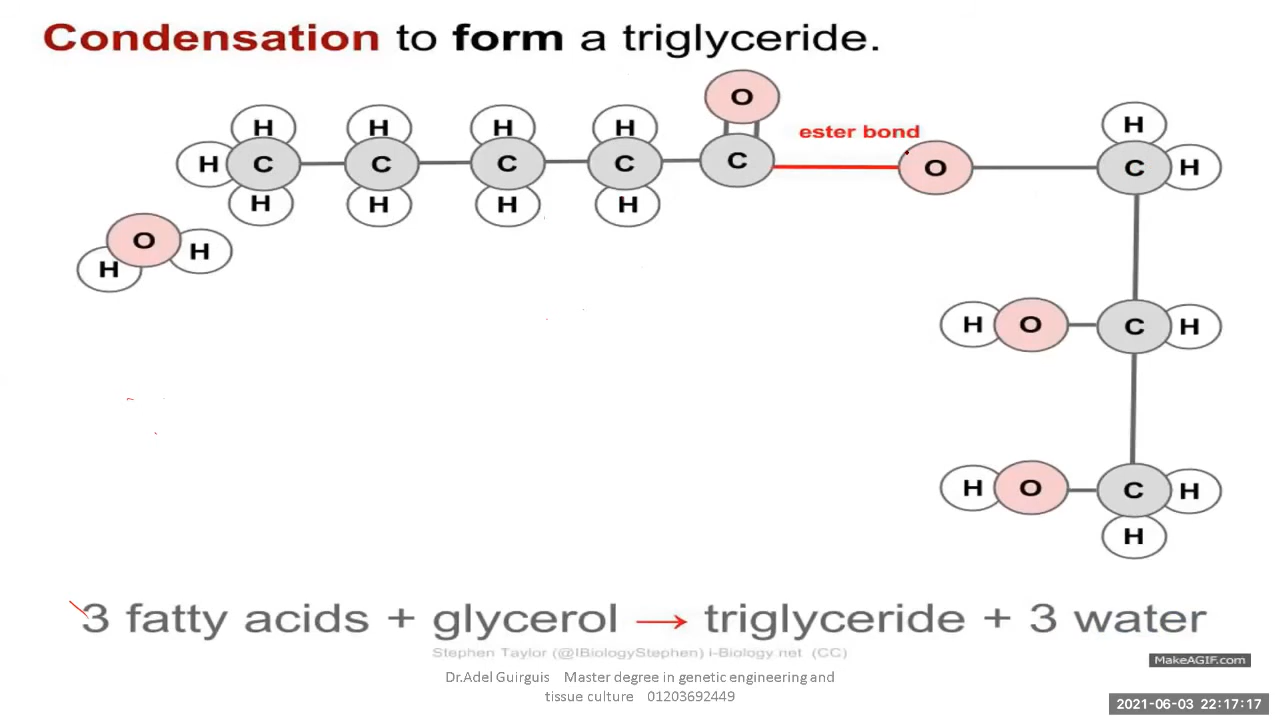 Condensation to form a triglyceride.
O
H H H H ester bond H
H C C C C C O C H
H H H H
O H
H
H O C H
H O C H
H
3 fatty acids + glycerol → triglyceride + 3 water
Stephen Taylor (@IBiologyStephen) i-Biology.net (CC)
MakeAGIF.com
Dr.Adel Guirguis Master degree in genetic engineering and
tissue culture 01203692449
2021-06-03 22:17:17